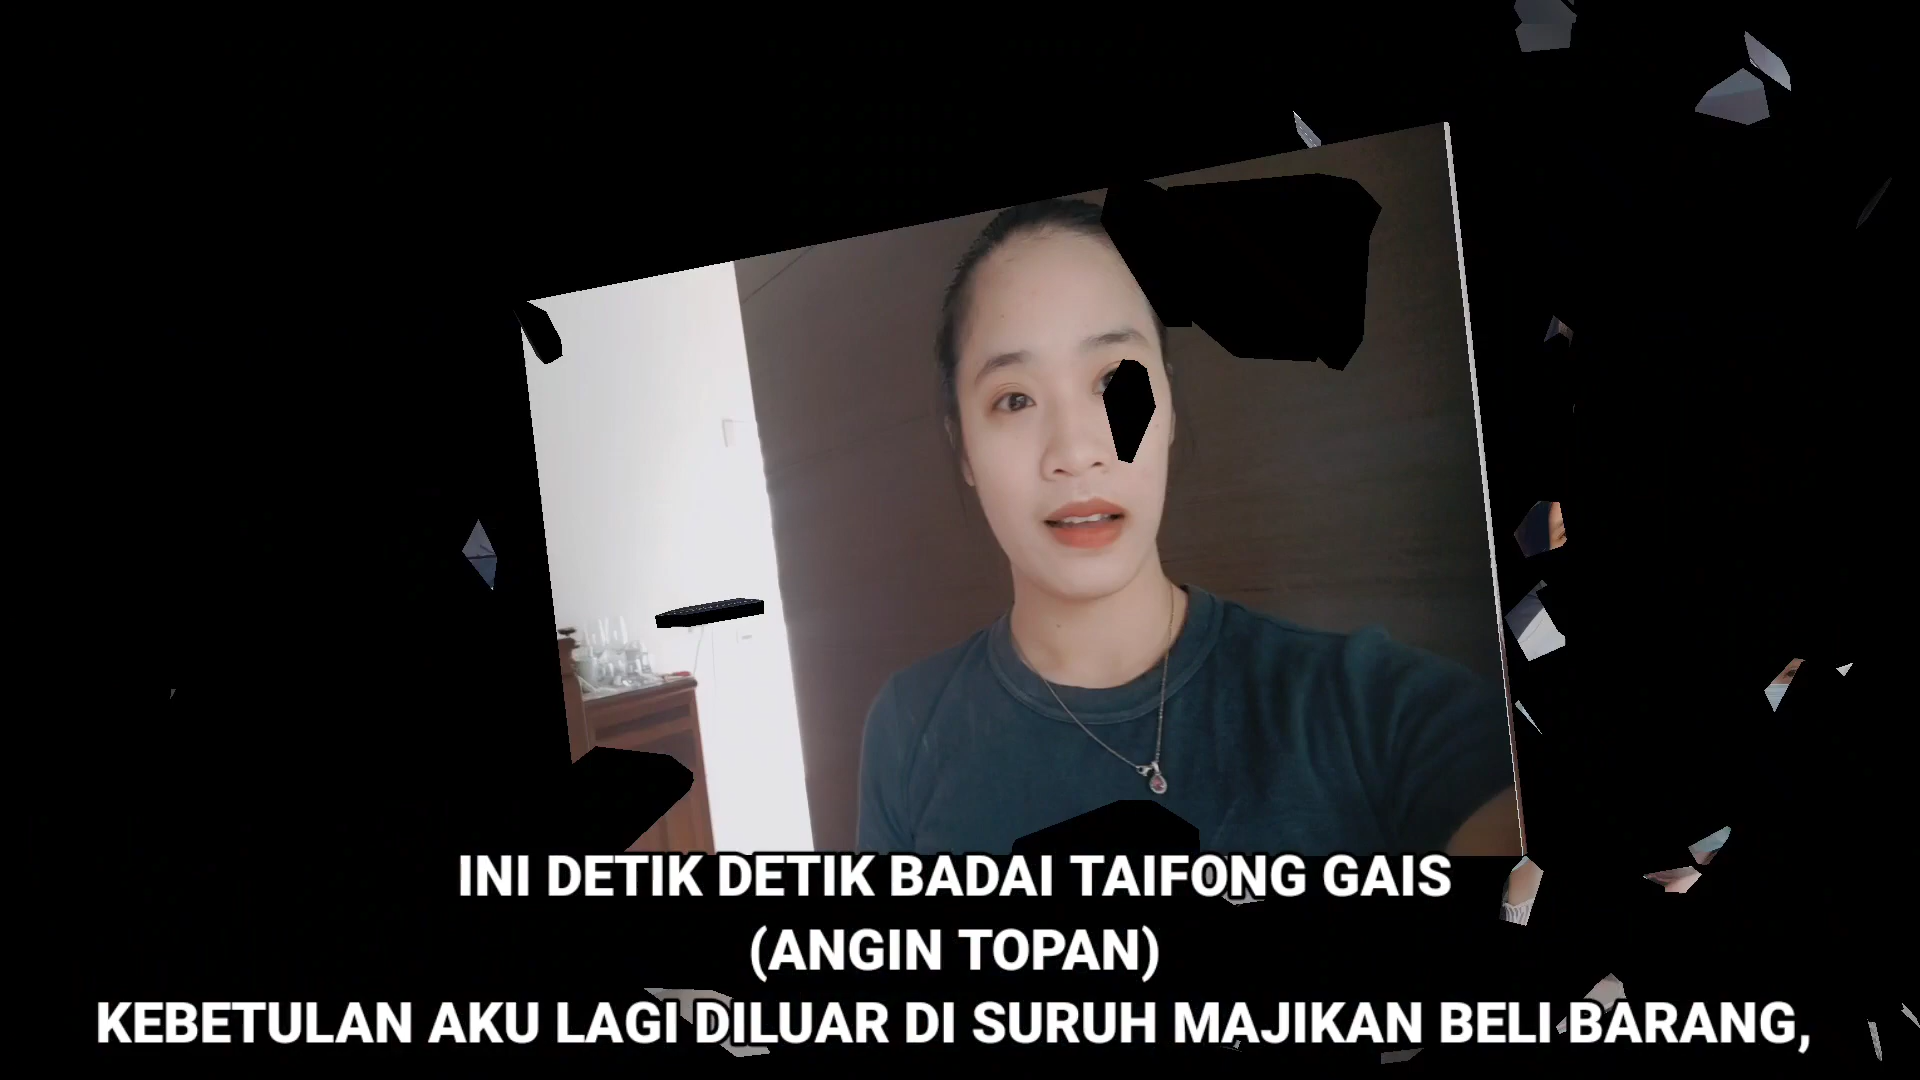 INI DETIK DETIK BADAI TAIFONG GAIS
(ANGIN TOPAN)
KEBETULAN AKU LAGI DILUAR DI SURUH MAJIKAN BELI BARANG,